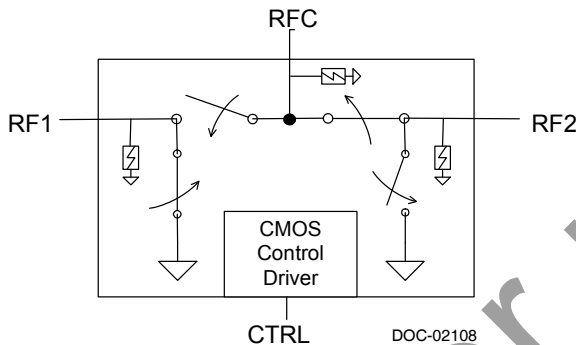 RFC
RF1
RF2
CMOS
Control
Driver
CTRL
DOC-02108